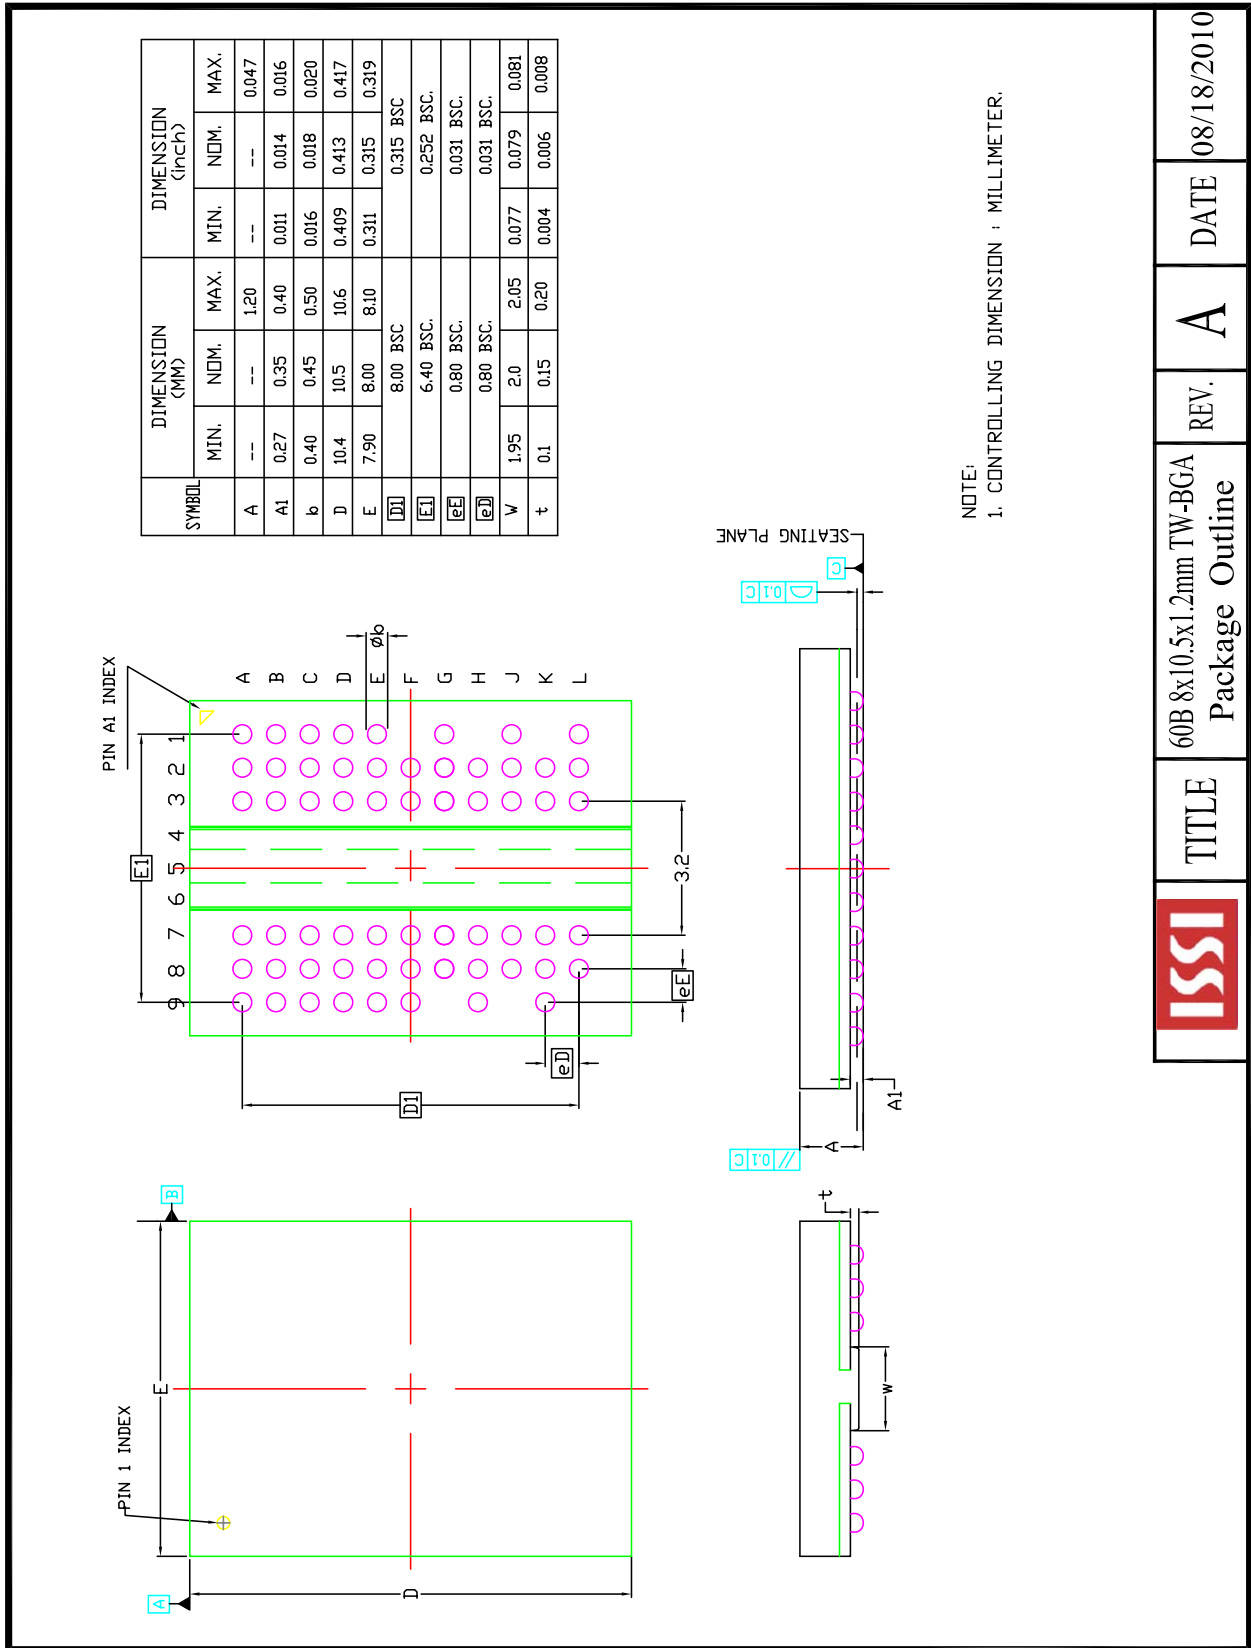 SYMBOL DIMENSION (MM) DIMENSION (inch)
MIN. NOM. MAX. MIN. NOM. MAX.
A -- -- 1.20 -- -- 0.047
A1 0.27 0.35 0.40 0.011 0.014 0.016
b 0.40 0.45 0.50 0.016 0.018 0.020
D 10.4 10.5 10.6 0.409 0.413 0.417
E 7.90 8.00 8.10 0.311 0.315 0.319
D1 8.00 BSC 0.315 BSC
E1 6.40 BSC. 0.252 BSC.
eE 0.80 BSC. 0.031 BSC.
eD 0.80 BSC. 0.031 BSC.
W 1.95 2.0 2.05 0.077 0.079 0.081
t 0.1 0.15 0.20 0.004 0.006 0.008
PIN 1 INDEX
A
B
E
D
PIN A1 INDEX
E1
9 8 7 6 5 4 3 2 1
A
B
C
D
E
F
G
H
J
K
L
Øb
D1
eD
eE
3.2
t
w
// 0.1 C
A
A1
0.1 C
C
SEATING PLANE
NOTE:
1. CONTROLLING DIMENSION : MILLIMETER.
ISSI
TITLE
60B 8x10.5x1.2mm TW-BGA
Package Outline
REV.
A
DATE
08/18/2010